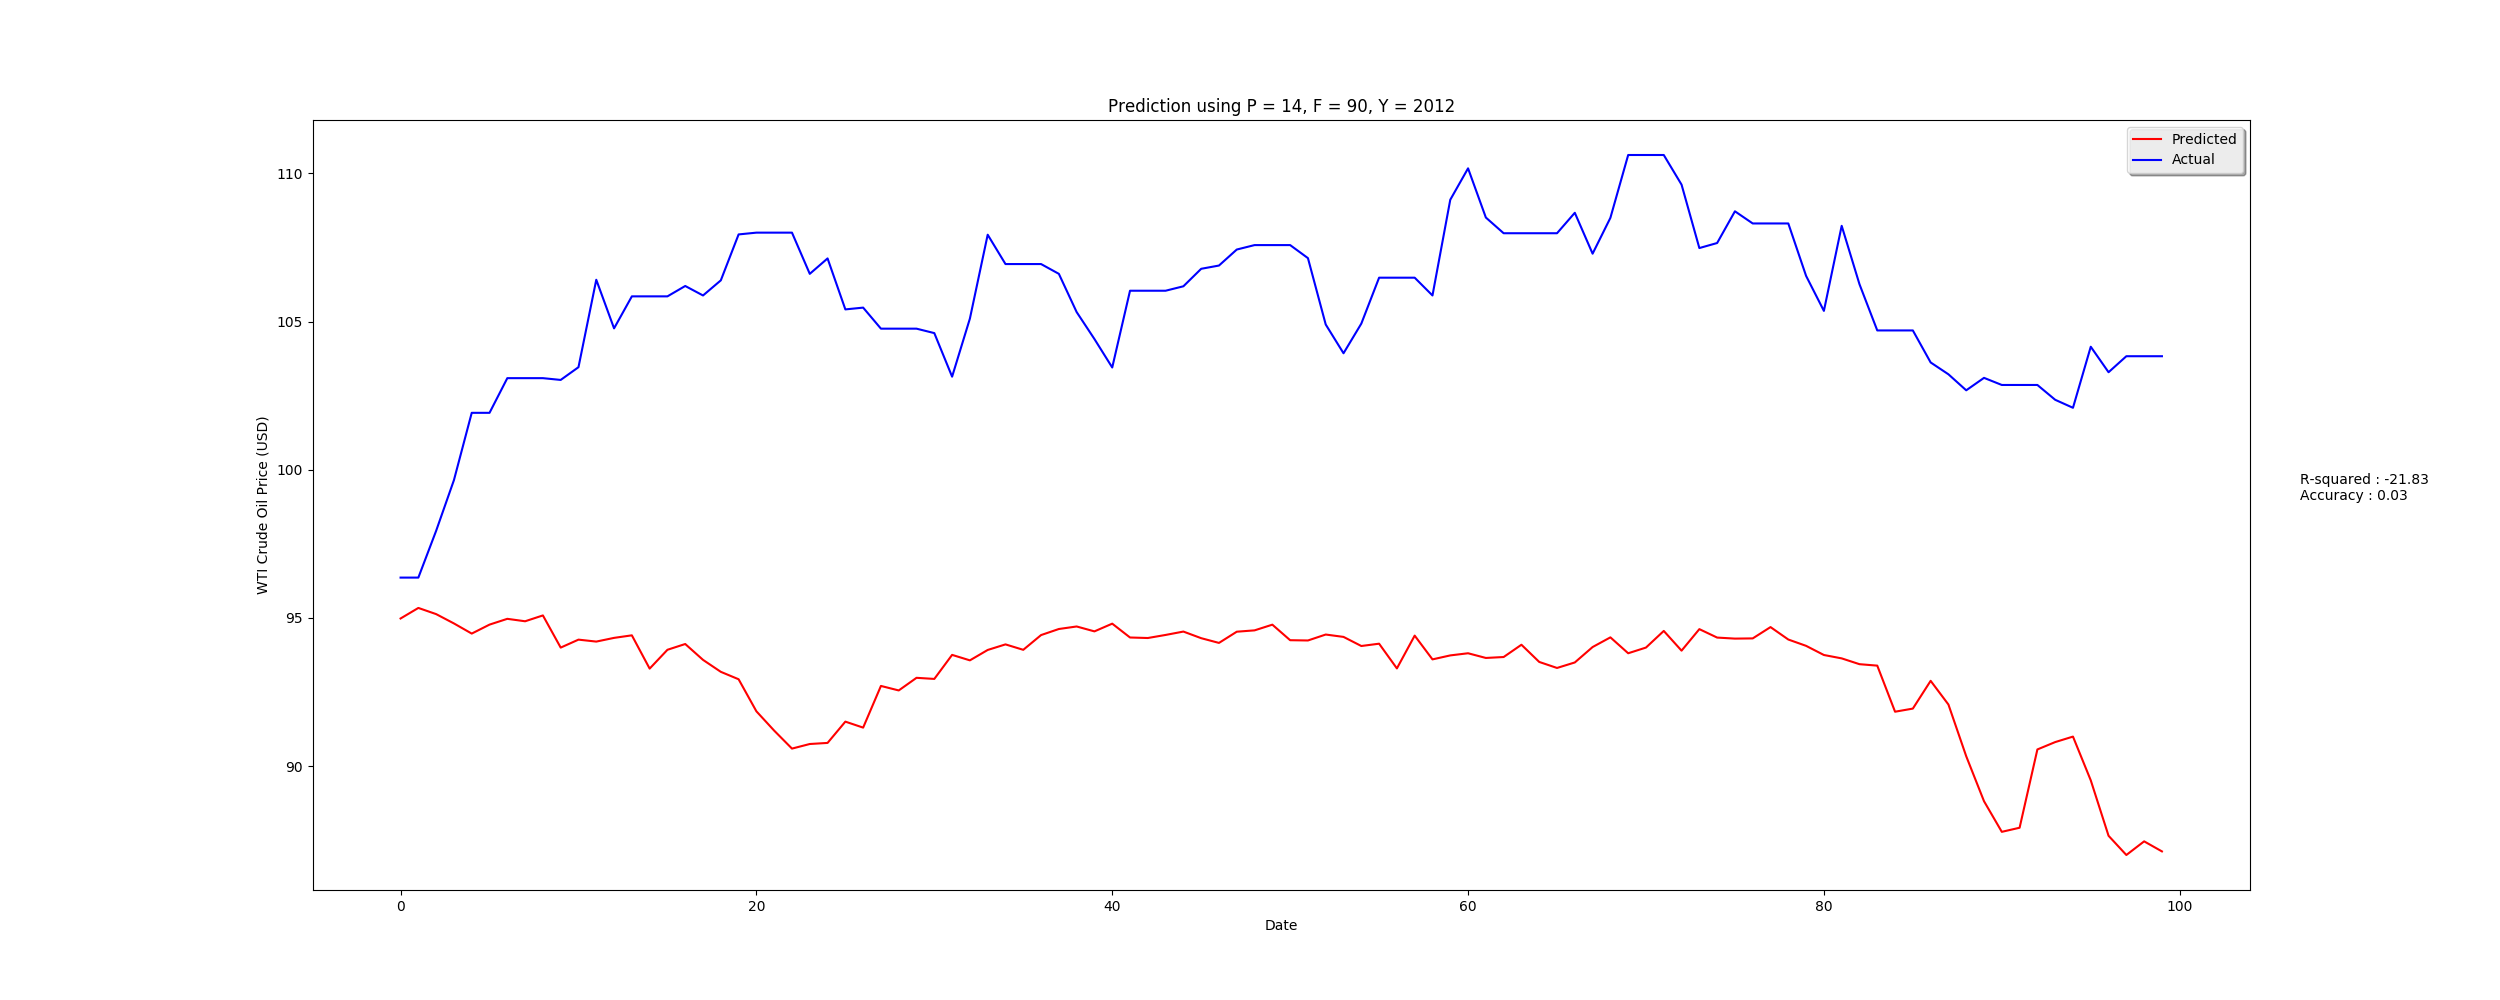 Prediction using P = 14, F = 90, Y = 2012
Predicted
Actual
110
105
100
95
90
WTI Crude Oil Price (USD)
R-squared : -21.83
Accuracy : 0.03
0 20 40 60 80 100
Date